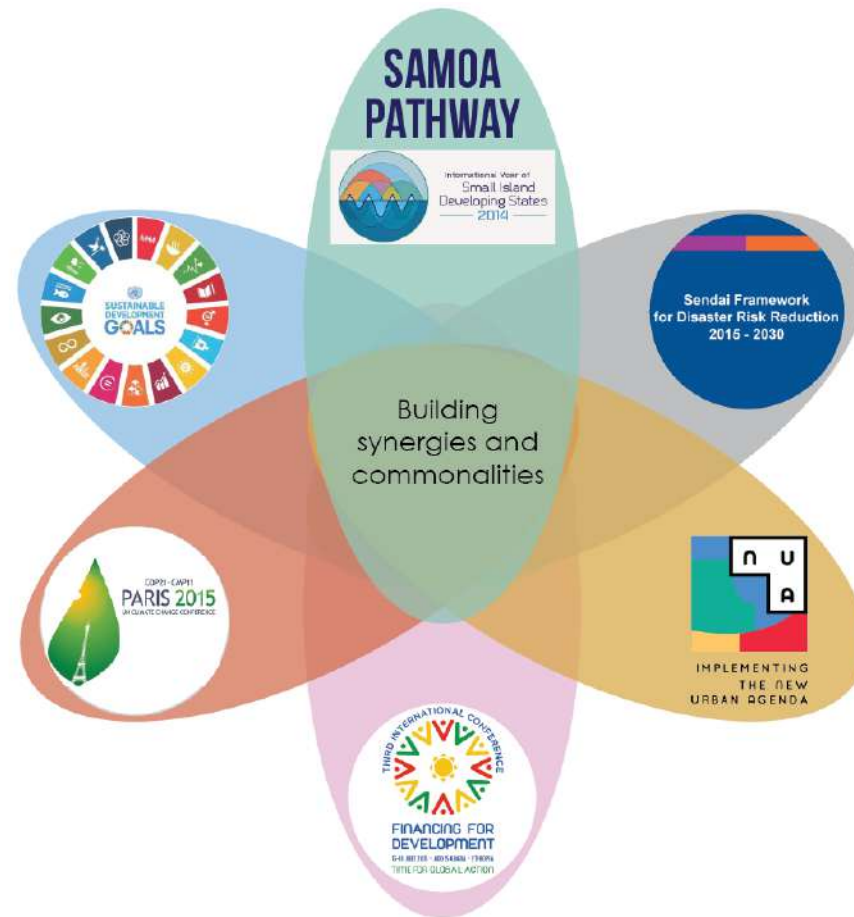 SAMOA
PATHWAY
International Year of
Small Island
Developing States
2014
SUSTAINABLE
DEVELOPMENT
GOALS
Sendai Framework
for Disaster Risk Reduction
2015 - 2030
Building
synergies and
commonalities
COP21 · CMP11
PARIS 2015
UN CLIMATE CHANGE CONFERENCE
NUA
IMPLEMENTING
THE NEW
URBAN AGENDA
THIRD INTERNATIONAL CONFERENCE
FINANCING FOR
DEVELOPMENT
TIME FOR GLOBAL ACTION